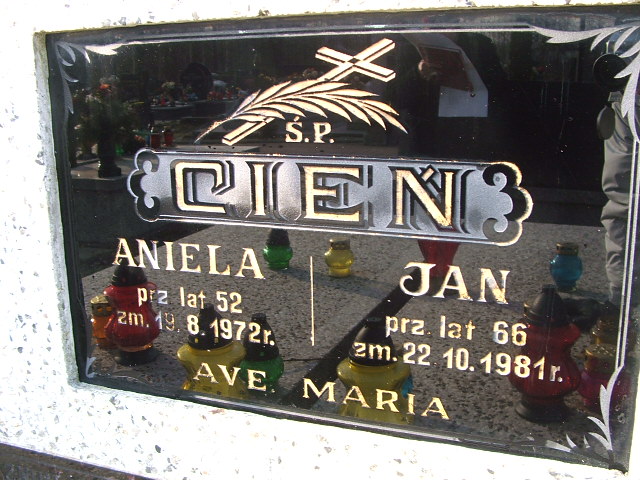 Ś.P.
CIEŃ
ANIELA
prz lat 52
zm. 19.8.1972r.
JAN
prz. lat 66
zm. 22.10.1981r.
AVE MARIA